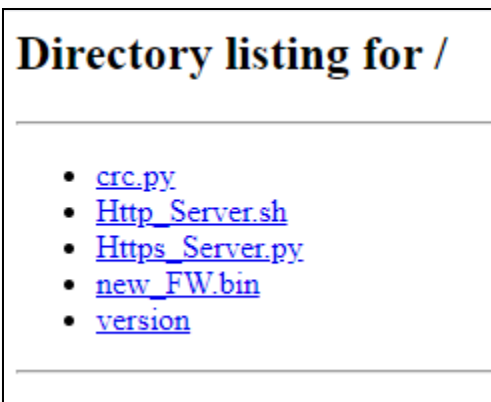 Directory listing for /
crc.py
Http_Server.sh
Https_Server.py
new_FW.bin
version